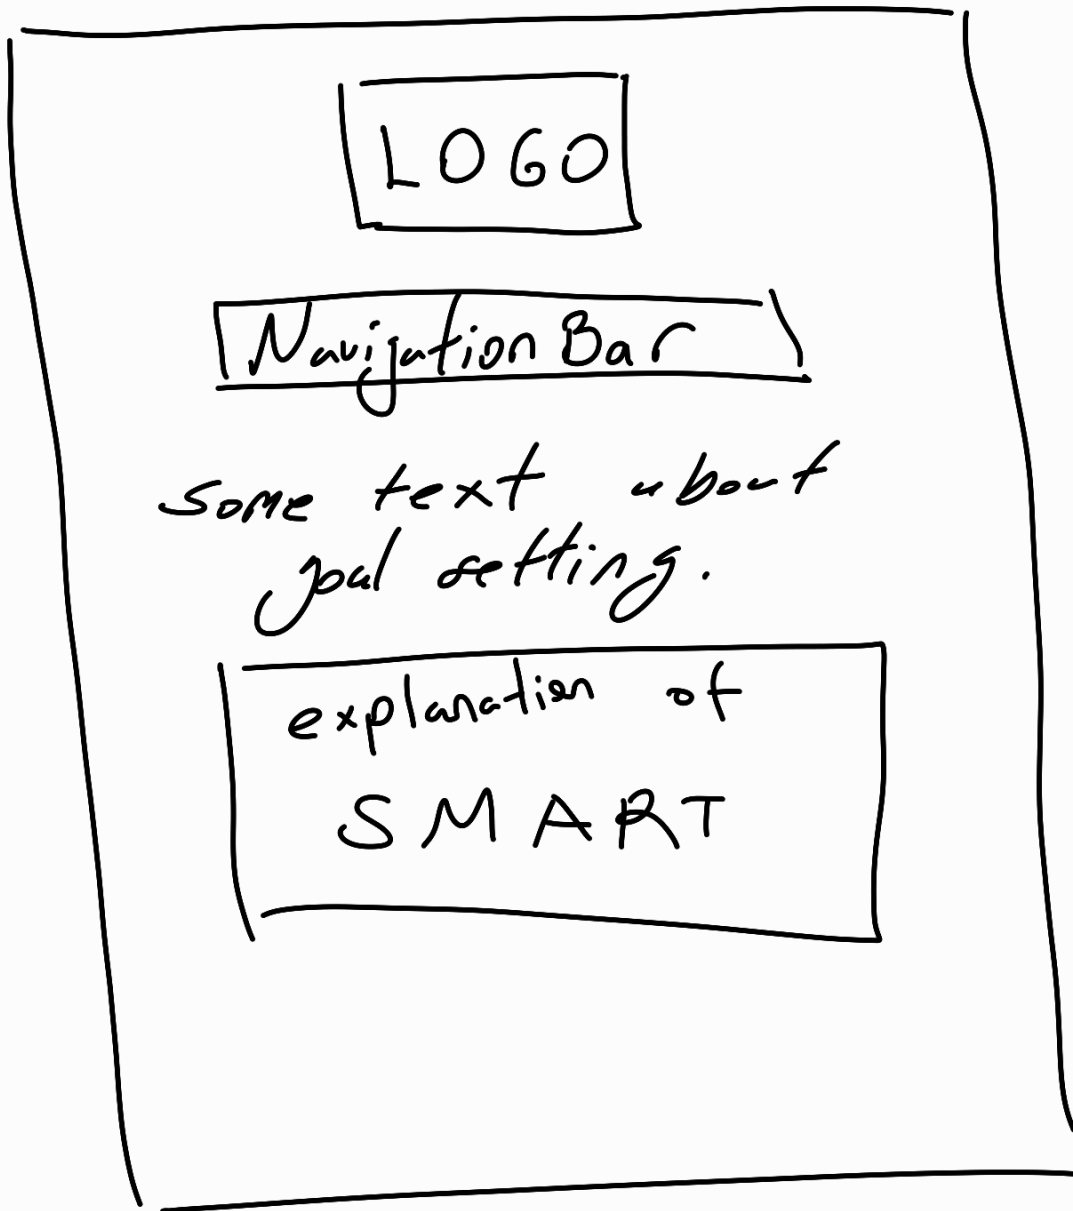 LOGO
Navigation Bar
some text about
goal setting.
explanation of
SMART